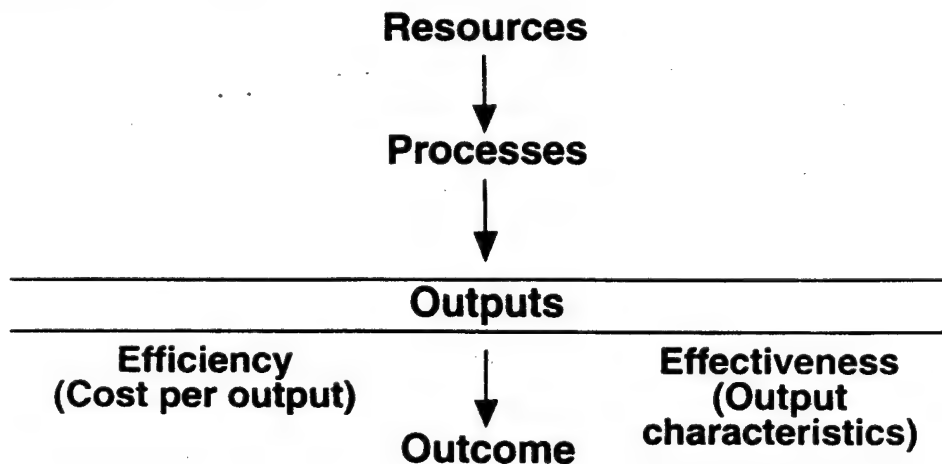 Resources
Processes
Outputs
Efficiency
(Cost per output)
Effectiveness
(Output
characteristics)
Outcome